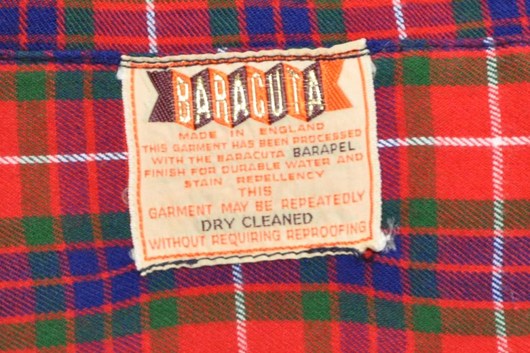 BARACUTA
MADE IN ENGLAND
THIS GARMENT HAS BEEN PROCESSED
WITH THE BARACUTA BARAPEL
FINISH FOR DURABLE WATER AND
STAIN REPELLENCY
THIS
GARMENT MAY BE REPEATEDLY
DRY CLEANED
WITHOUT REQUIRING REPROOFING